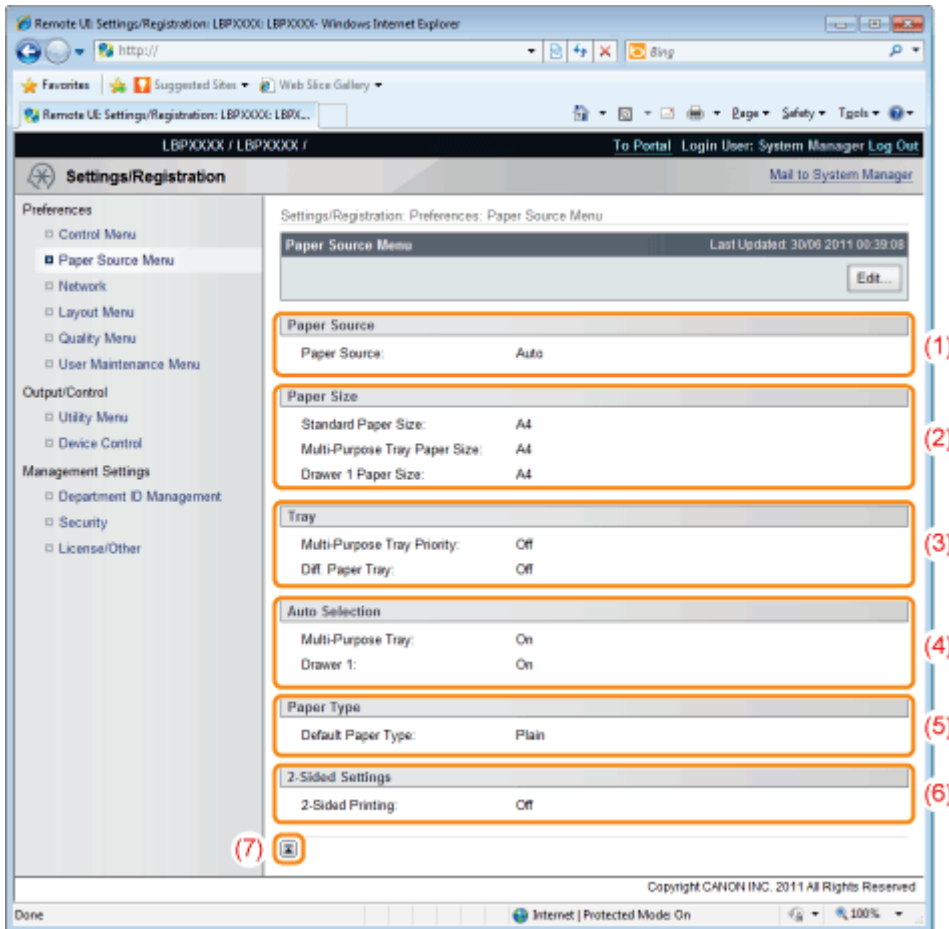 Remote UI: Settings/Registration: LBPXXXX: LBPXXXX- Windows Internet Explorer
http://
Bing
Favorites Suggested Sites Web Slice Gallery
Remote UI: Settings/Registration: LBPXXXX: LBPX... Page Safety Tools
LBPXXXX / LBPXXXX / To Portal Login User: System Manager Log Out
Settings/Registration Mail to System Manager
Preferences
Control Menu
Paper Source Menu
Network
Layout Menu
Quality Menu
User Maintenance Menu
Output/Control
Utility Menu
Device Control
Management Settings
Department ID Management
Security
License/Other
Settings/Registration: Preferences: Paper Source Menu
Paper Source Menu Last Updated: 30/06 2011 00:39:08
Edit...
Paper Source
Paper Source: Auto
(1)
Paper Size
Standard Paper Size: A4
Multi-Purpose Tray Paper Size: A4
Drawer 1 Paper Size: A4
(2)
Tray
Multi-Purpose Tray Priority: Off
Diff. Paper Tray: Off
(3)
Auto Selection
Multi-Purpose Tray: On
Drawer 1: On
(4)
Paper Type
Default Paper Type: Plain
(5)
2-Sided Settings
2-Sided Printing: Off
(6)
(7)
Copyright CANON INC. 2011 All Rights Reserved
Done Internet | Protected Mode: On 100%